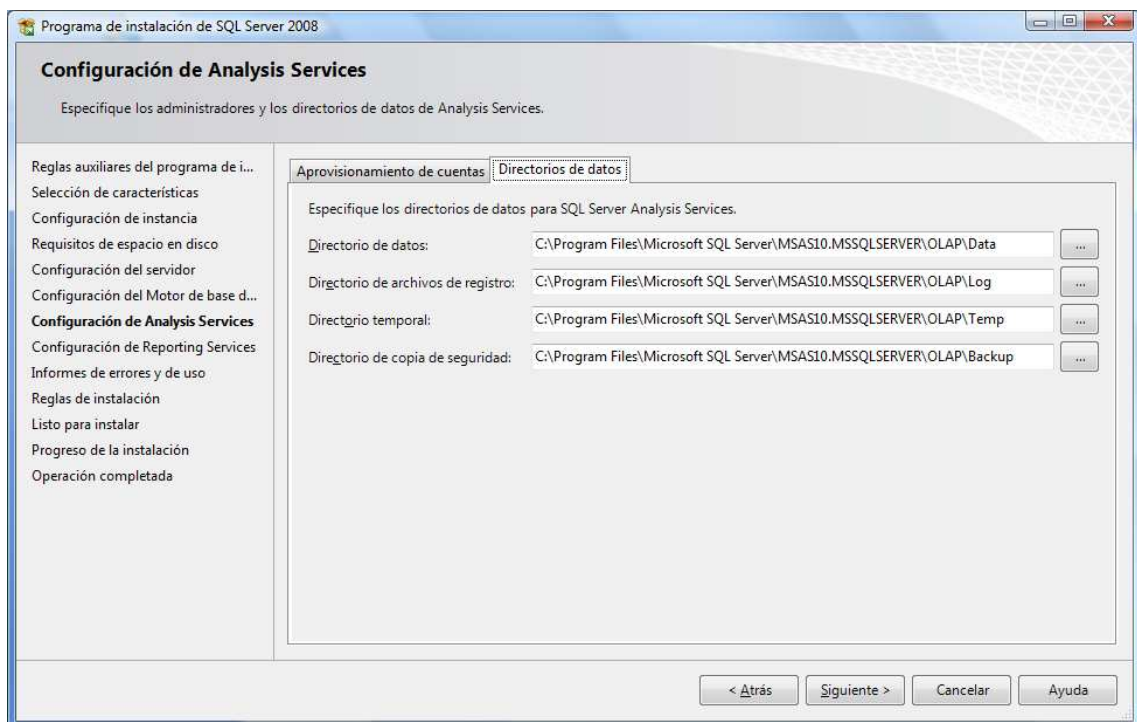 Programa de instalación de SQL Server 2008
Configuración de Analysis Services
Especifique los administradores y los directorios de datos de Analysis Services.
Reglas auxiliares del programa de i...
Selección de características
Configuración de instancia
Requisitos de espacio en disco
Configuración del servidor
Configuración del Motor de base d...
Configuración de Analysis Services
Configuración de Reporting Services
Informes de errores y de uso
Reglas de instalación
Listo para instalar
Progreso de la instalación
Operación completada
Aprovisionamiento de cuentas Directorios de datos
Especifique los directorios de datos para SQL Server Analysis Services.
Directorio de datos: C:\Program Files\Microsoft SQL Server\MSAS10.MSSQLSERVER\OLAP\Data ...
Directorio de archivos de registro: C:\Program Files\Microsoft SQL Server\MSAS10.MSSQLSERVER\OLAP\Log ...
Directorio temporal: C:\Program Files\Microsoft SQL Server\MSAS10.MSSQLSERVER\OLAP\Temp ...
Directorio de copia de seguridad: C:\Program Files\Microsoft SQL Server\MSAS10.MSSQLSERVER\OLAP\Backup ...
< Atrás Siguiente > Cancelar Ayuda